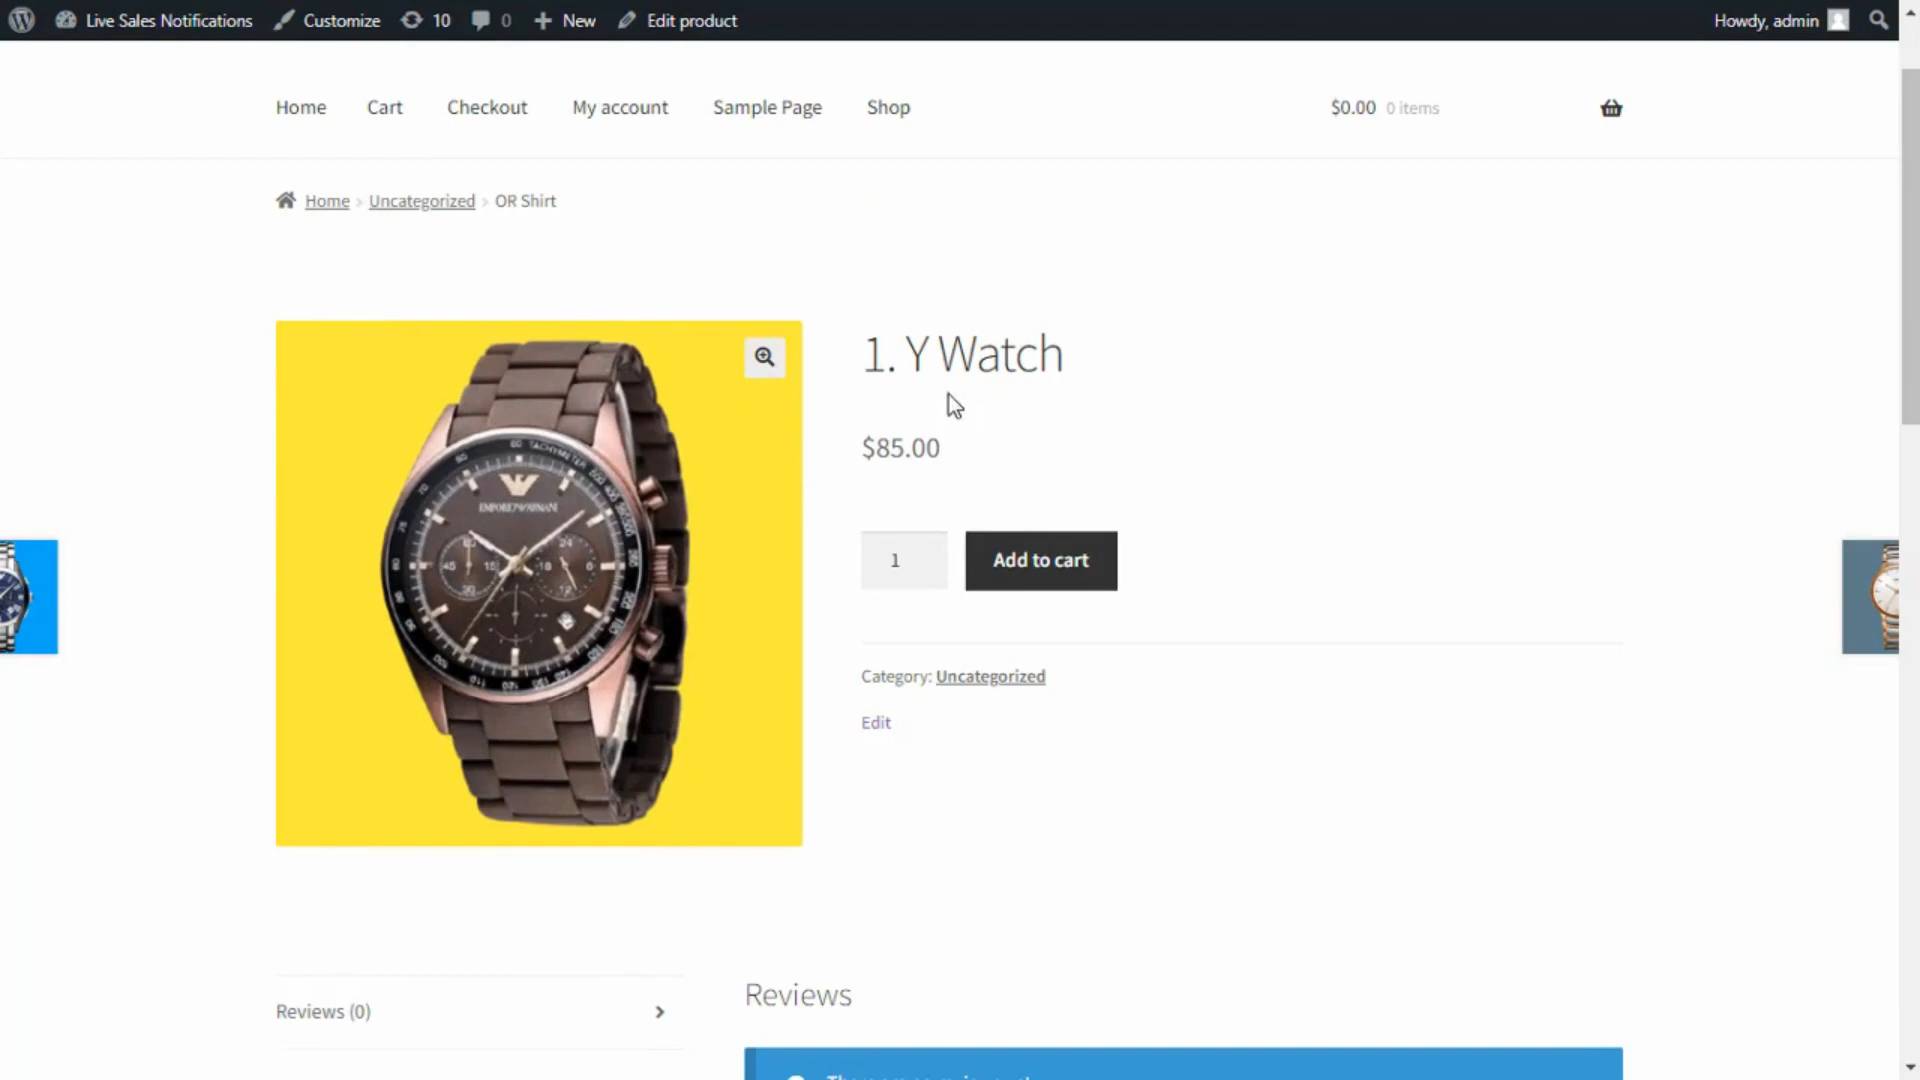 Live Sales Notifications Customize 10 0 New Edit product Howdy, admin
Home Cart Checkout My account Sample Page Shop $0.00 0 items
Home › Uncategorized › OR Shirt
1. Y Watch
$85.00
1 Add to cart
Category: Uncategorized
Edit
TACHYMETER
Reviews (0)
Reviews